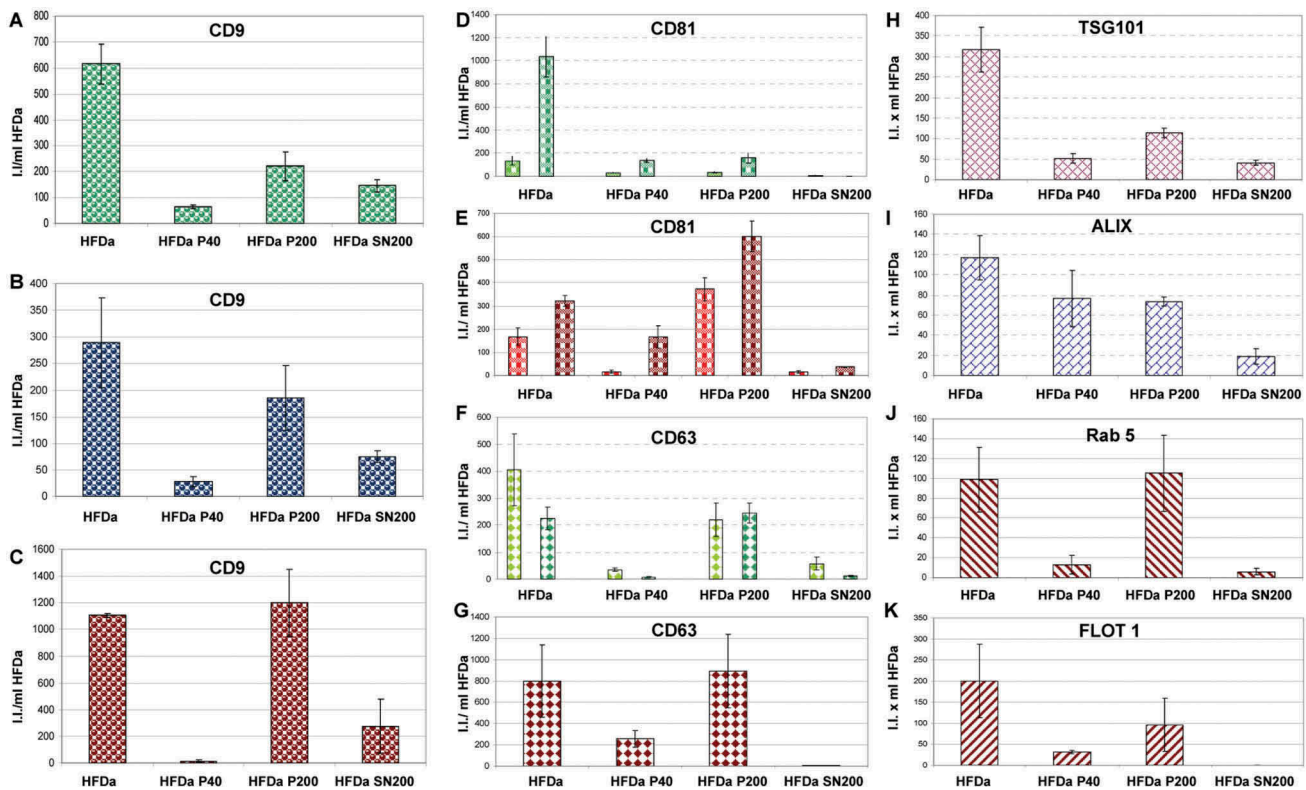 A
CD9
I.I/ml HFDa
800
700
600
500
400
300
200
100
0
HFDa HFDa P40 HFDa P200 HFDa SN200
B
CD9
I.I./ml HFDa
400
350
300
250
200
150
100
50
0
HFDa HFDa P40 HFDa P200 HFDa SN200
C
CD9
I.I./ml HFDa
1600
1400
1200
1000
800
600
400
200
0
HFDa HFDa P40 HFDa P200 HFDa SN200
D
CD81
I.I./ml HFDa
1400
1200
1000
800
600
400
200
0
HFDa HFDa P40 HFDa P200 HFDa SN200
E
CD81
I.I./ ml HFDa
700
600
500
400
300
200
100
0
HFDa HFDa P40 HFDa P200 HFDa SN200
F
CD63
I.I./ ml HFDa
600
500
400
300
200
100
0
HFDa HFDa P40 HFDa P200 HFDa SN200
G
CD63
I.I./ ml HFDa
1400
1200
1000
800
600
400
200
0
HFDa HFDa P40 HFDa P200 HFDa SN200
H
TSG101
I.I. x ml HFDa
400
350
300
250
200
150
100
50
0
HFDa HFDa P40 HFDa P200 HFDa SN200
I
ALIX
I.I. x ml HFDa
160
140
120
100
80
60
40
20
0
HFDa HFDa P40 HFDa P200 HFDa SN200
J
Rab 5
I.I. x ml HFDa
160
140
120
100
80
60
40
20
0
HFDa HFDa P40 HFDa P200 HFDa SN200
K
FLOT 1
I.I. x ml HFDa
350
300
250
200
150
100
50
0
HFDa HFDa P40 HFDa P200 HFDa SN200